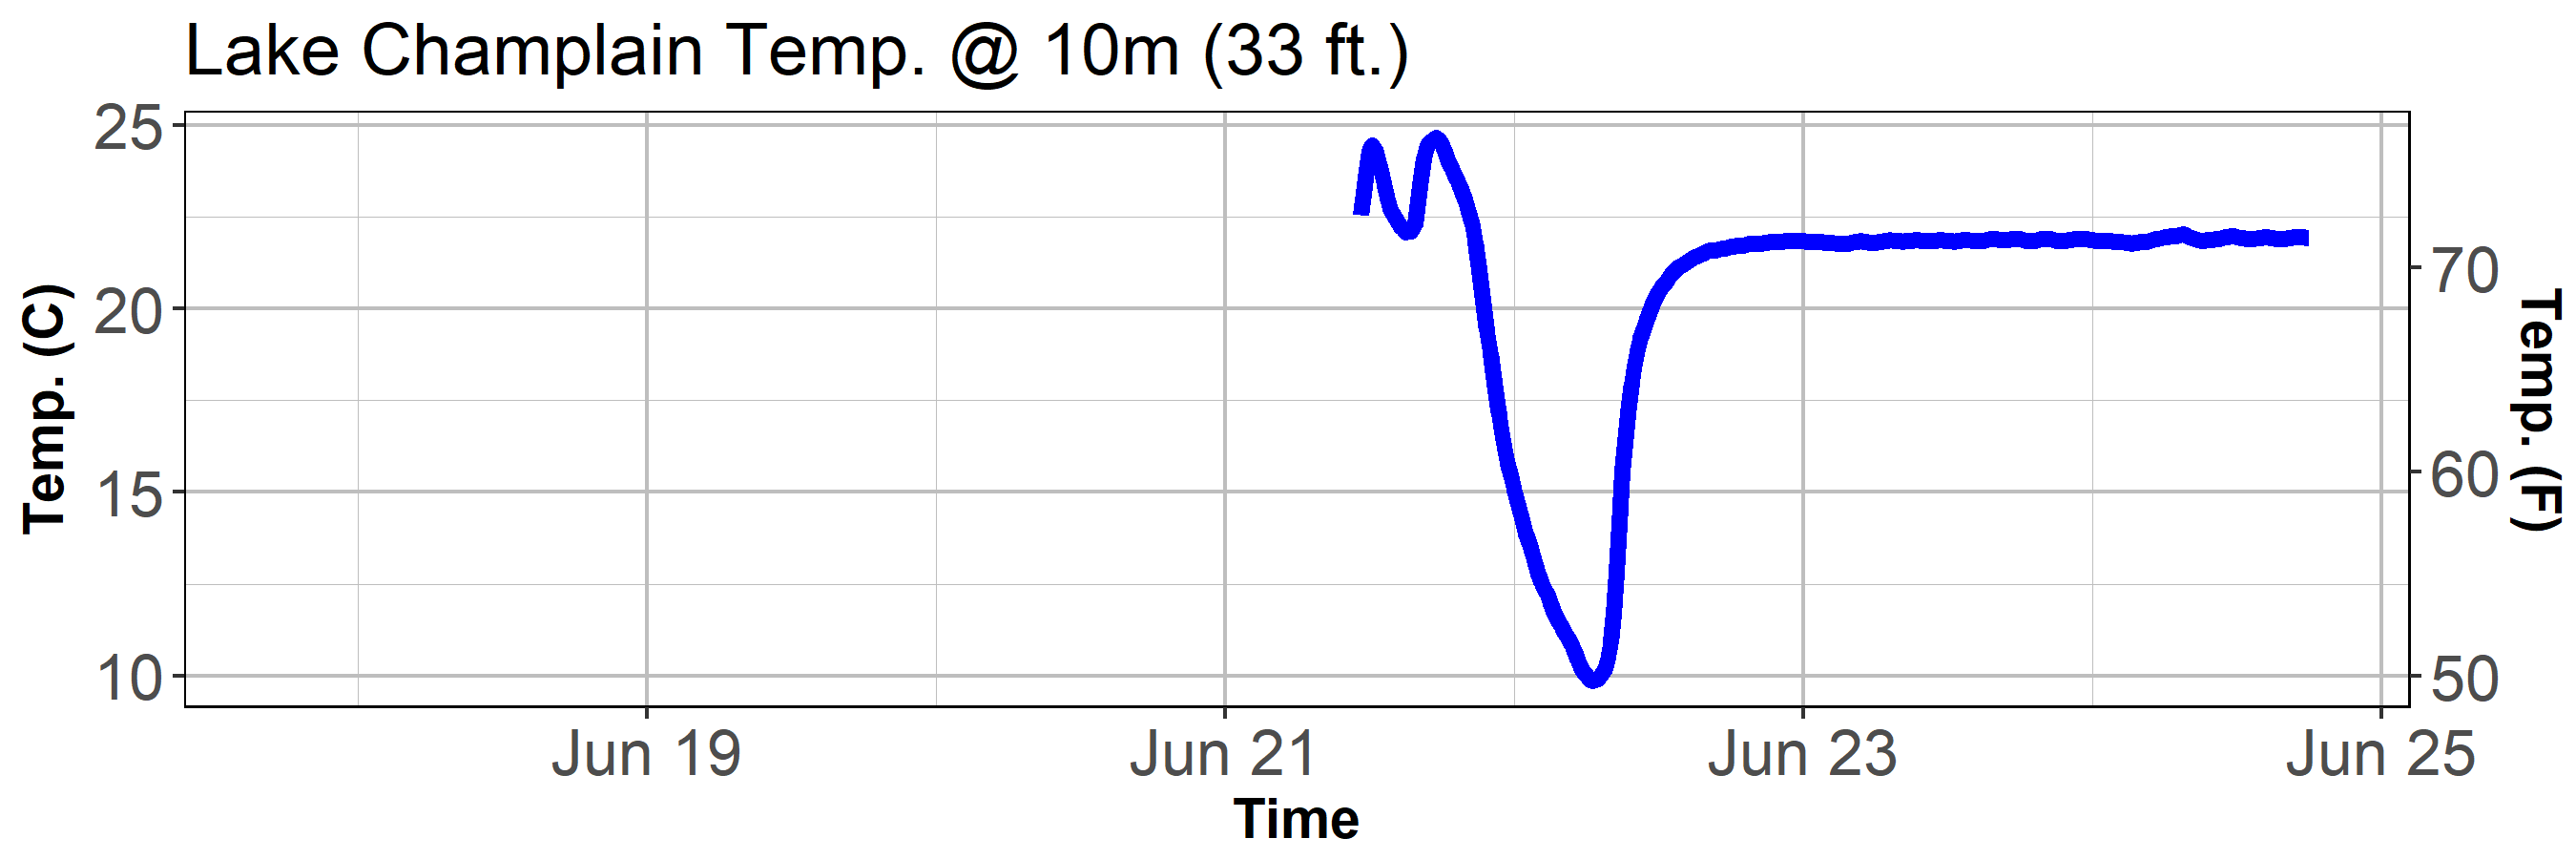 Lake Champlain Temp. @ 10m (33 ft.)
25
20
15
10
Temp. (C)
70
60
50
Temp. (F)
Jun 19
Jun 21
Jun 23
Jun 25
Time